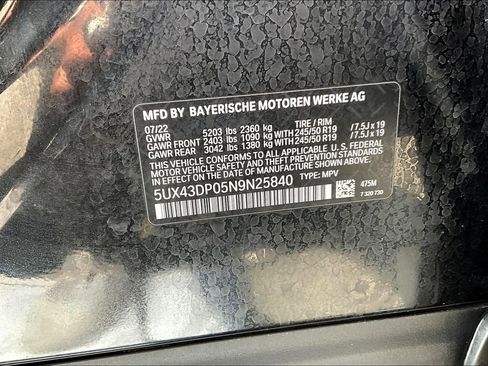 MFD BY BAYERISCHE MOTOREN WERKE AG
07/22 TIRE / RIM
GVWR 5203 lbs 2360 kg
GAWR FRONT 2403 lbs 1090 kg WITH 245/50 R19 / 7.5J x 19
GAWR REAR 3042 lbs 1380 kg WITH 245/50 R19 / 7.5J x 19
THIS VEHICLE CONFORMS TO ALL APPLICABLE U.S. FEDERAL
MOTOR VEHICLE SAFETY AND THEFT PREVENTION
STANDARDS IN EFFECT ON THE DATE OF
MANUFACTURE SHOWN ABOVE.
5UX43DP05N9N25840 TYPE: MPV
475M
7 320 730